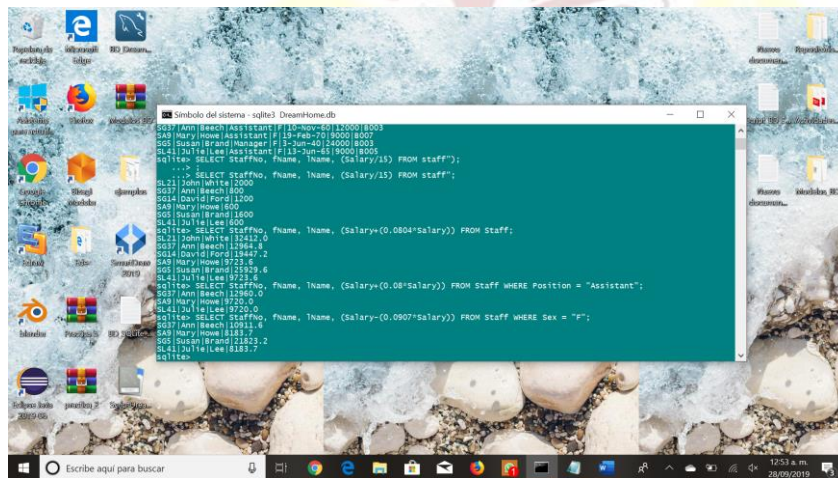 Símbolo del sistema - sqlite3 DreamHome.db
SG37|Ann|Beech|Assistant|F|10-Nov-60|12000|B003
SA9|Mary|Howe|Assistant|F|19-Feb-70|9000|B007
SG5|Susan|Brand|Manager|F|3-Jun-40|24000|B003
SL41|Julie|Lee|Assistant|F|13-Jun-65|9000|B005
sqlite> SELECT StaffNo, fName, lName, (Salary/15) FROM staff");
...> ;
...> SELECT StaffNo, fName, lName, (Salary/15) FROM staff";
SL21|John|White|2000
SG37|Ann|Beech|800
SG14|David|Ford|1200
SA9|Mary|Howe|600
SG5|Susan|Brand|1600
SL41|Julie|Lee|600
sqlite> SELECT StaffNo, fName, lName, (Salary+(0.0804*Salary)) FROM Staff;
SL21|John|White|32412.0
SG37|Ann|Beech|12964.8
SG14|David|Ford|19447.2
SA9|Mary|Howe|9723.6
SG5|Susan|Brand|25929.6
SL41|Julie|Lee|9723.6
sqlite> SELECT StaffNo, fName, lName, (Salary+(0.08*Salary)) FROM Staff WHERE Position = "Assistant";
SG37|Ann|Beech|12960.0
SA9|Mary|Howe|9720.0
SL41|Julie|Lee|9720.0
sqlite> SELECT StaffNo, fName, lName, (Salary-(0.0907*Salary)) FROM Staff WHERE Sex = "F";
SG37|Ann|Beech|10911.6
SA9|Mary|Howe|8183.7
SG5|Susan|Brand|21823.2
SL41|Julie|Lee|8183.7
sqlite>
Microsoft
Edge
Firefox
ejemplos
Nuevo
Nuevo
Escribe aquí para buscar
12:53 a. m.
28/09/2019